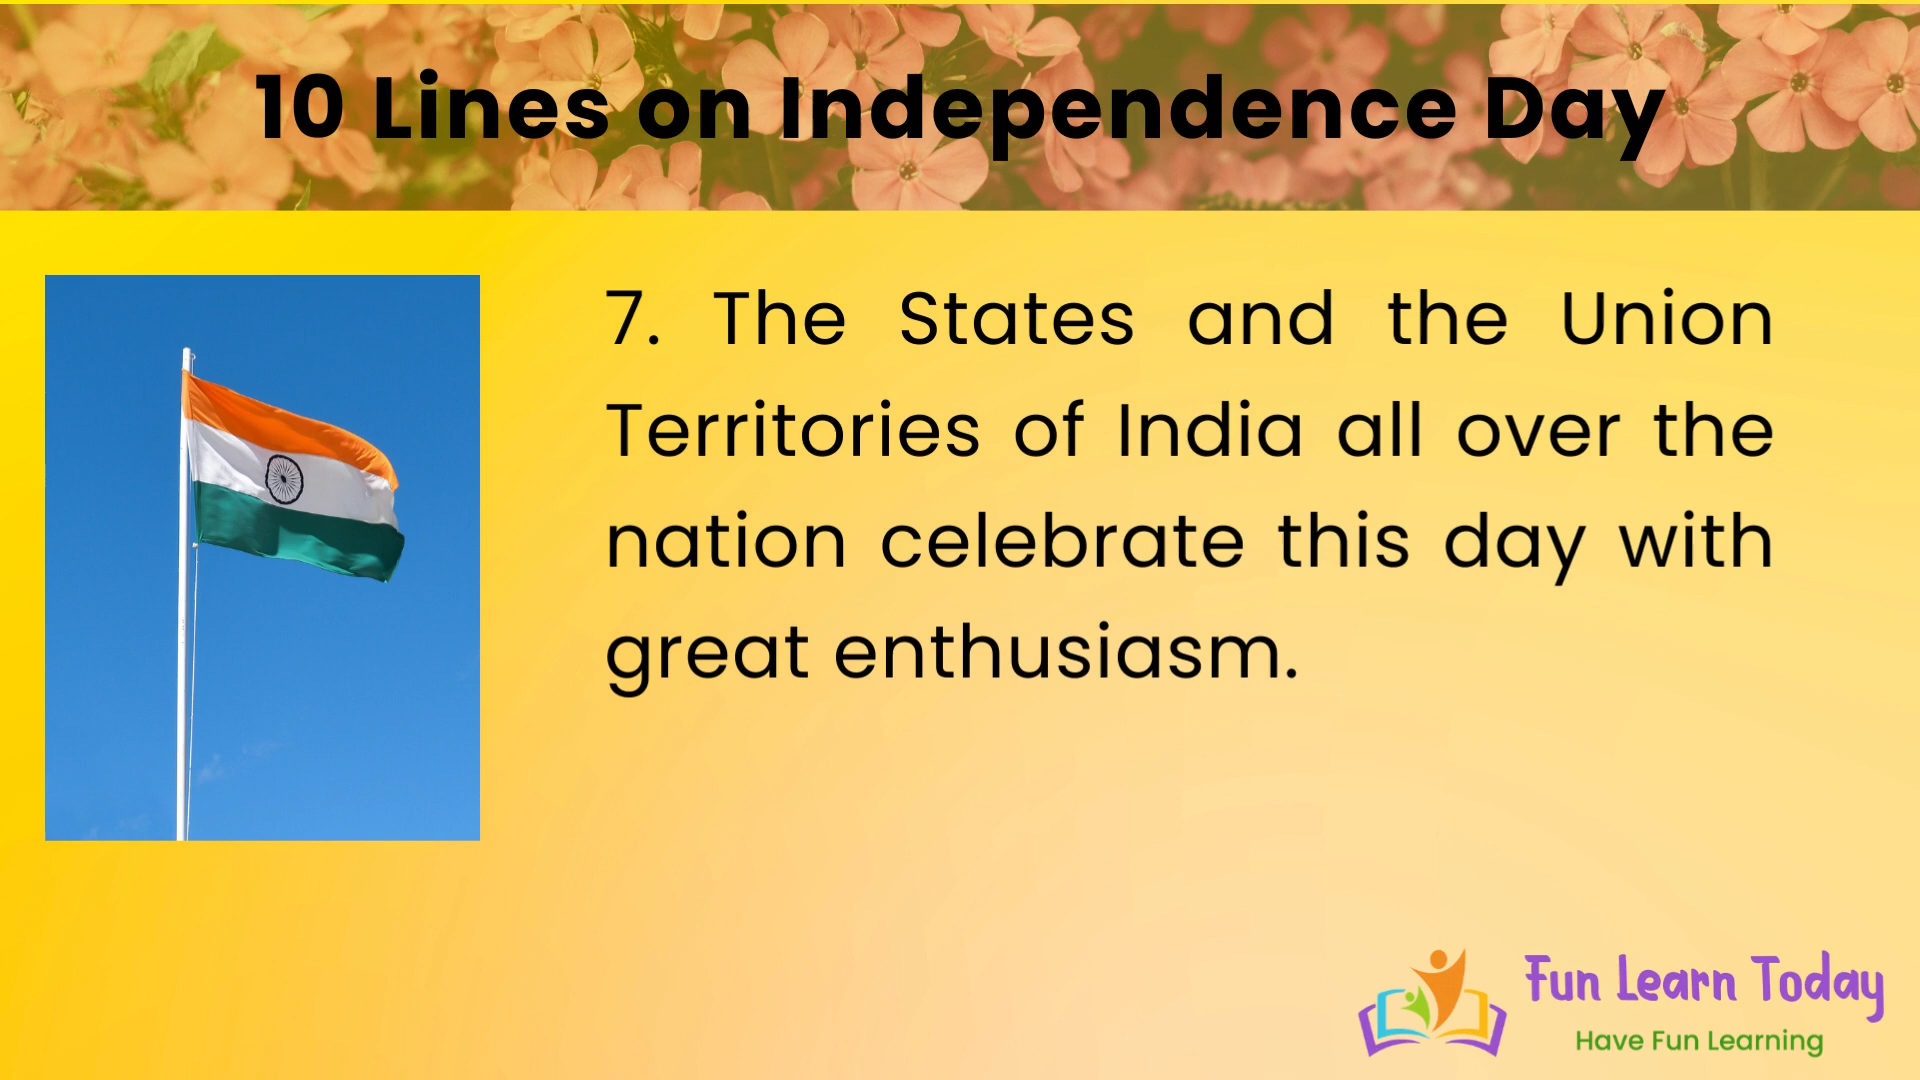 10 Lines on Independence Day
7. The States and the Union
Territories of India all over the
nation celebrate this day with
great enthusiasm.
Fun Learn Today
Have Fun Learning